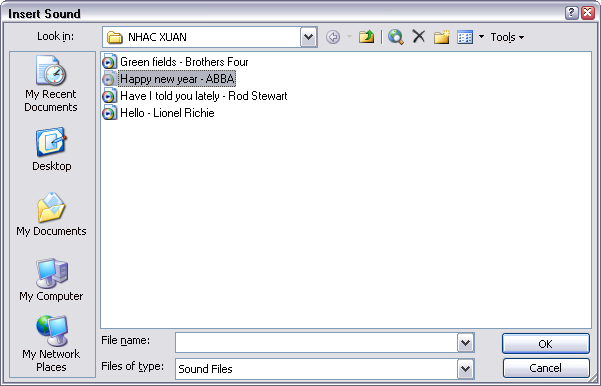 Insert Sound
Look in: NHAC XUAN Tools
Green fields - Brothers Four
Happy new year - ABBA
Have I told you lately - Rod Stewart
Hello - Lionel Richie
My Recent
Documents
Desktop
My Documents
My Computer
My Network
Places
File name: OK
Files of type: Sound Files Cancel